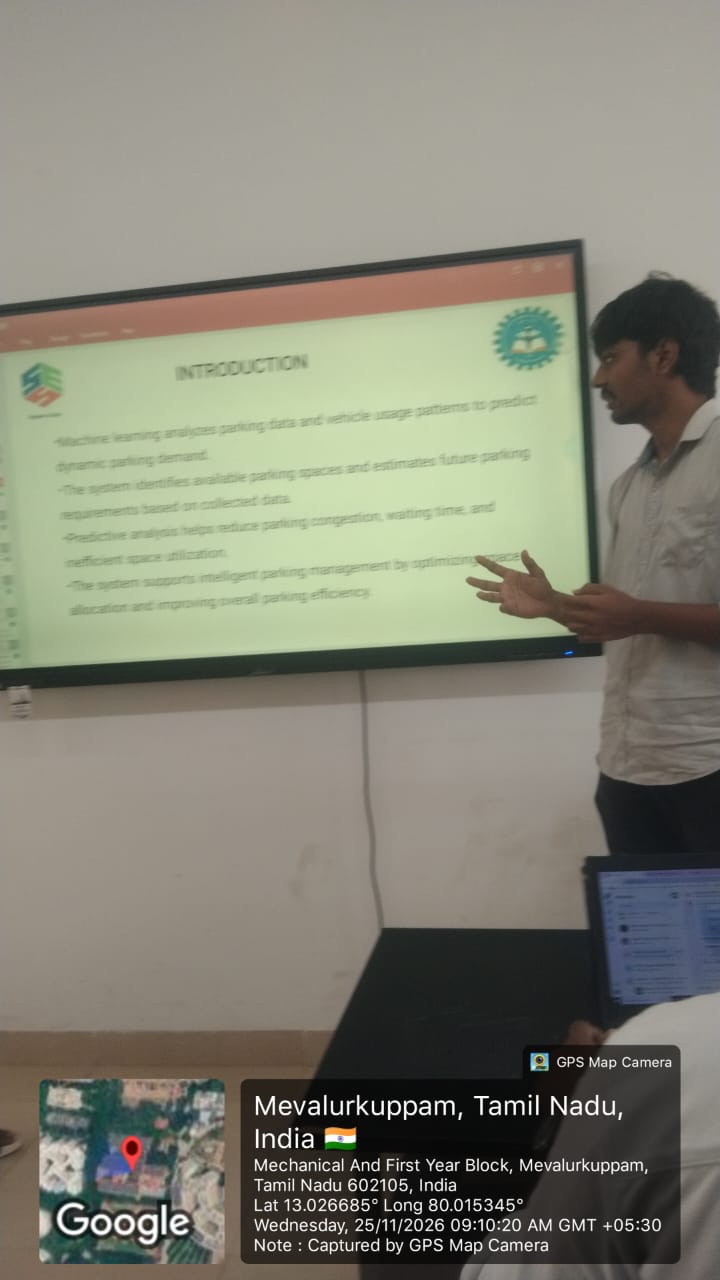 INTRODUCTION
•Machine learning analyzes parking data and vehicle usage patterns to predict
dynamic parking demand.
•The system identifies available parking spaces and estimates future parking
requirements based on collected data.
•Predictive analysis helps reduce parking congestion, waiting time, and
inefficient space utilization.
•The system supports intelligent parking management by optimizing space
allocation and improving overall parking efficiency.
GPS Map Camera
Mevalurkuppam, Tamil Nadu,
India
Mechanical And First Year Block, Mevalurkuppam,
Tamil Nadu 602105, India
Lat 13.026685° Long 80.015345°
Wednesday, 25/11/2026 09:10:20 AM GMT +05:30
Note : Captured by GPS Map Camera
Google